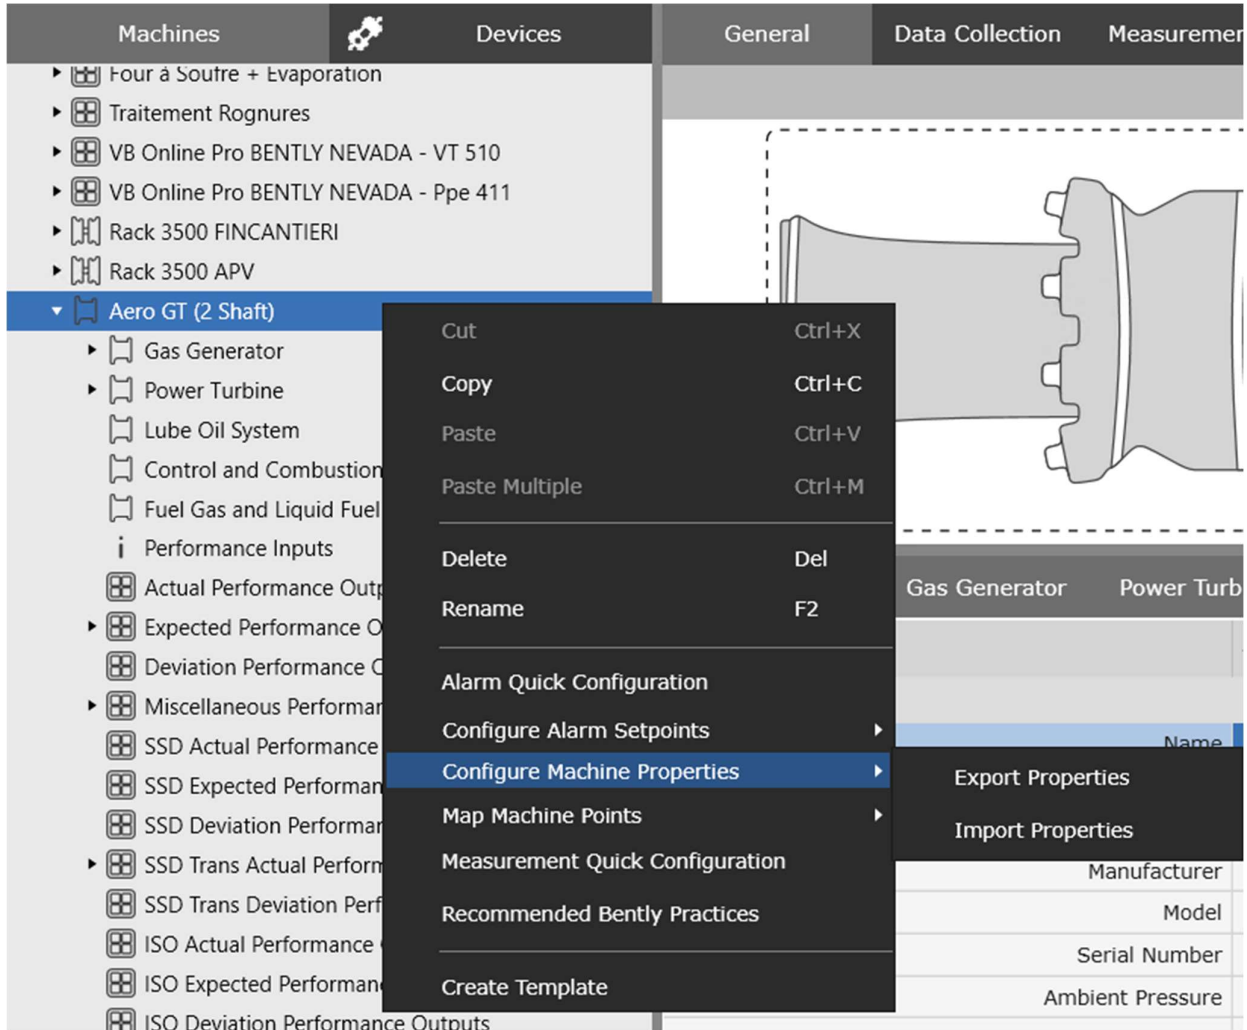 Machines
Devices
General
Data Collection
Measuremen
Four à Soufre + Evaporation
Traitement Rognures
VB Online Pro BENTLY NEVADA - VT 510
VB Online Pro BENTLY NEVADA - Ppe 411
Rack 3500 FINCANTIERI
Rack 3500 APV
Aero GT (2 Shaft)
Gas Generator
Power Turbine
Lube Oil System
Control and Combustion
Fuel Gas and Liquid Fuel
Performance Inputs
Actual Performance Outp
Expected Performance O
Deviation Performance O
Miscellaneous Performan
SSD Actual Performance
SSD Expected Performan
SSD Deviation Performan
SSD Trans Actual Perform
SSD Trans Deviation Perf
ISO Actual Performance
ISO Expected Performan
ISO Deviation Performance Outputs
Cut Ctrl+X
Copy Ctrl+C
Paste Ctrl+V
Paste Multiple Ctrl+M
Delete Del
Rename F2
Alarm Quick Configuration
Configure Alarm Setpoints
Configure Machine Properties
Map Machine Points
Measurement Quick Configuration
Recommended Bently Practices
Create Template
Export Properties
Import Properties
Gas Generator
Power Turb
Name
Manufacturer
Model
Serial Number
Ambient Pressure